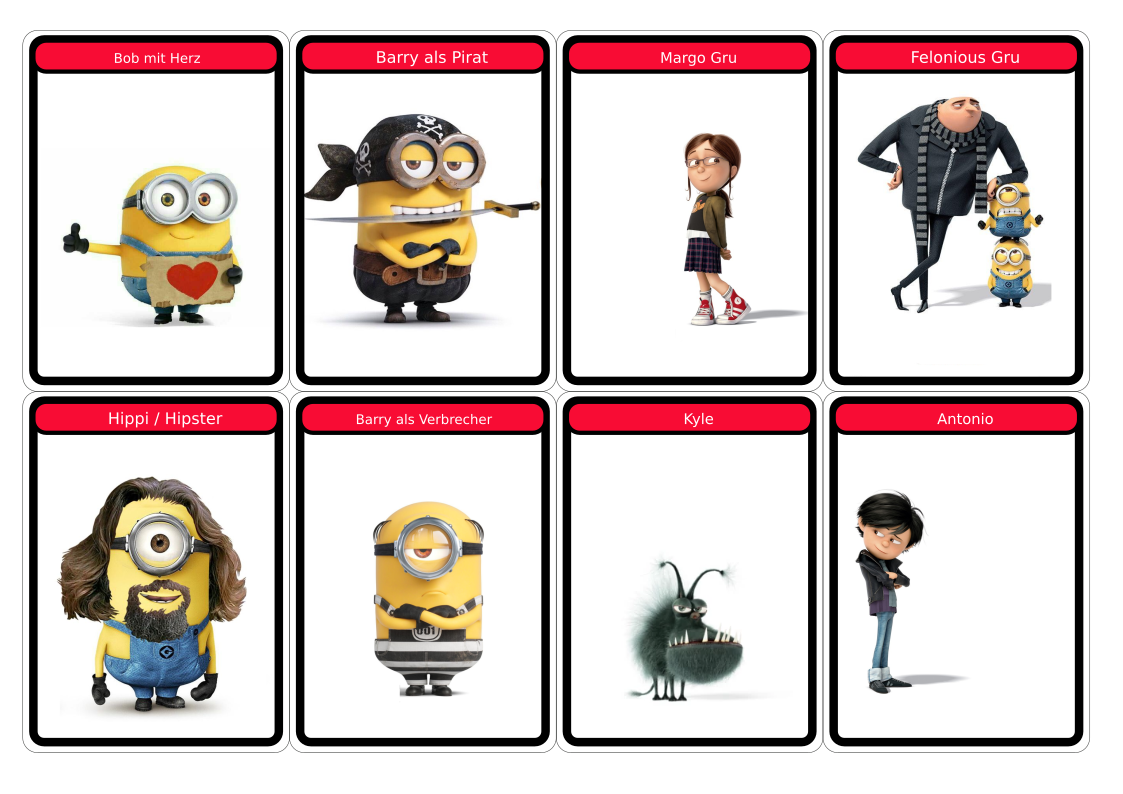 Bob mit Herz
Barry als Pirat
Margo Gru
Felonious Gru
Hippi / Hipster
Barry als Verbrecher
Kyle
Antonio